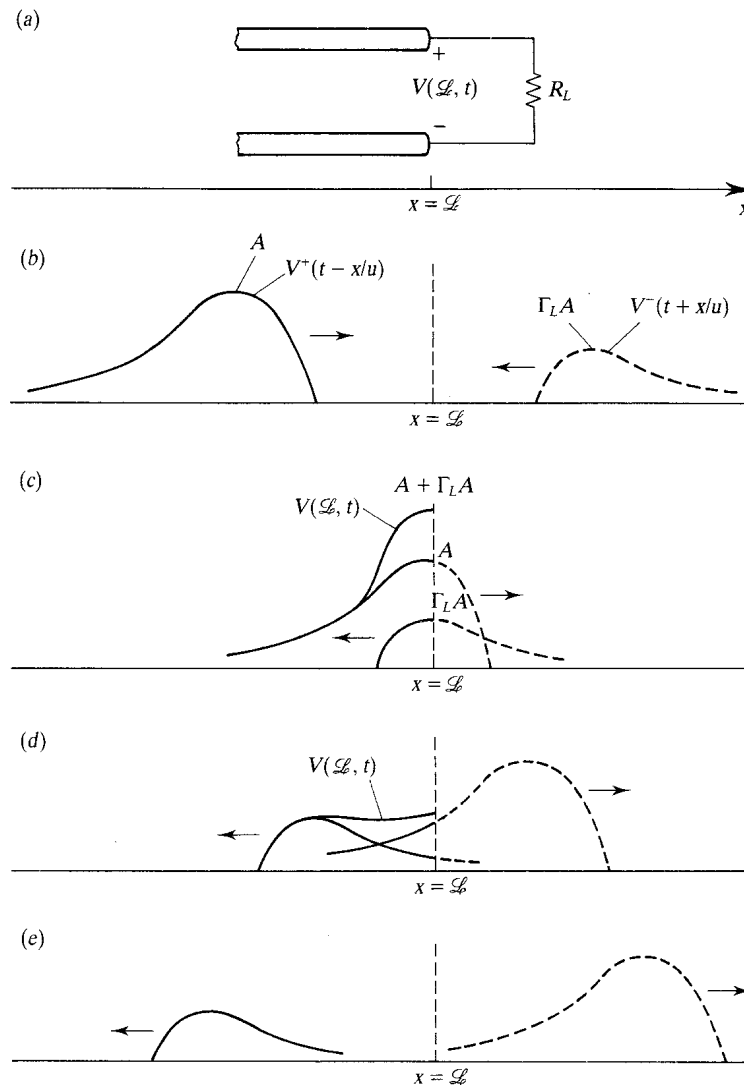 (a)
+
V(ℒ, t)
R_L
−
x = ℒ
x
(b)
A
V⁺(t − x/u)
Γ_L A
V⁻(t + x/u)
x = ℒ
(c)
A + Γ_L A
V(ℒ, t)
A
Γ_L A
x = ℒ
(d)
V(ℒ, t)
x = ℒ
(e)
x = ℒ